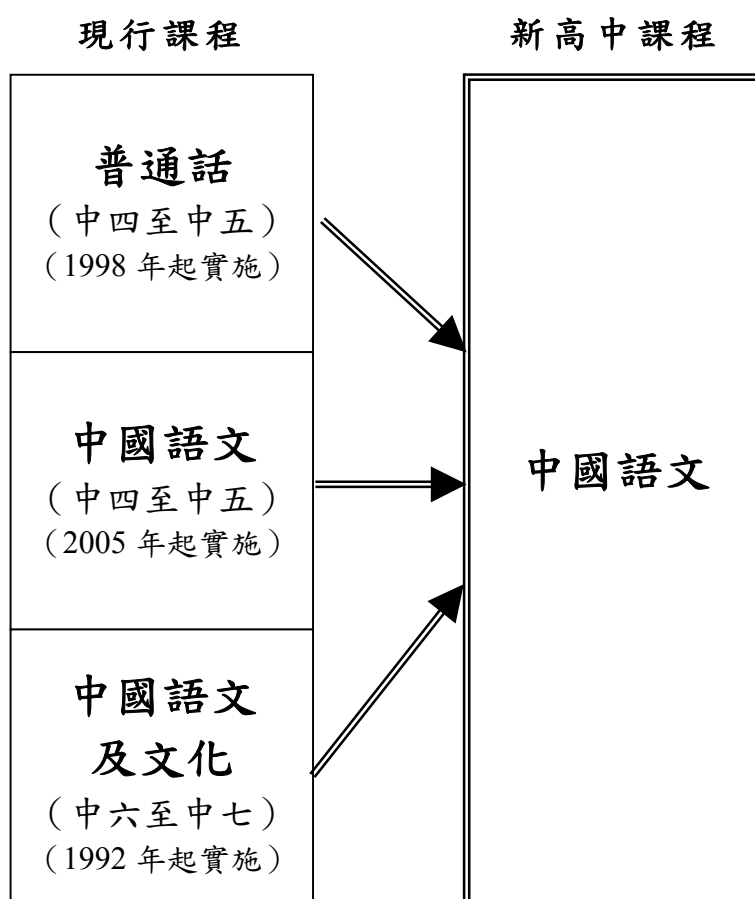 現行課程
新高中課程
普通話
（中四至中五）
（1998 年起實施）
中國語文
（中四至中五）
（2005 年起實施）
中國語文
及文化
（中六至中七）
（1992 年起實施）
中國語文